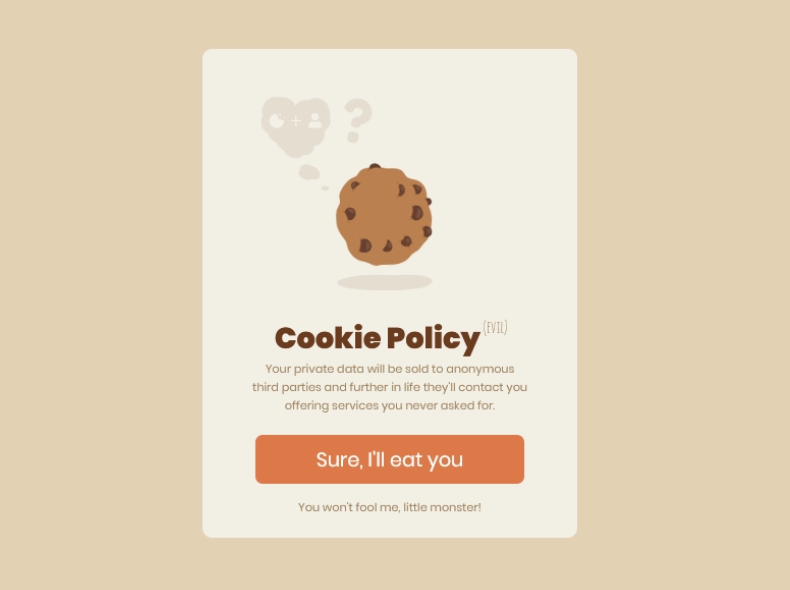 ?
Cookie Policy (EVIL)
Your private data will be sold to anonymous
third parties and further in life they'll contact you
offering services you never asked for.
Sure, I'll eat you
You won't fool me, little monster!